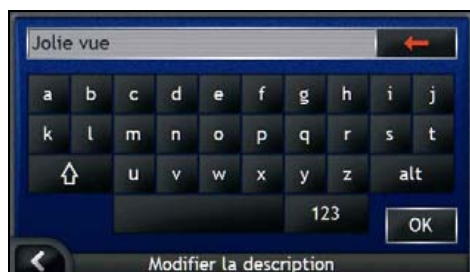 Jolie vue
a b c d e f g h i j
k l m n o p q r s t
u v w x y z alt
123
OK
Modifier la description